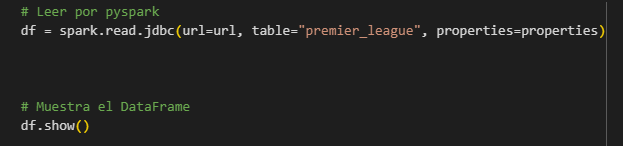 # Leer por pyspark
df = spark.read.jdbc(url=url, table="premier_league", properties=properties)
# Muestra el DataFrame
df.show()